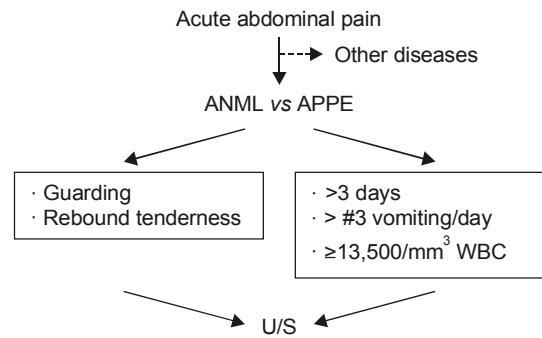 Acute abdominal pain
Other diseases
ANML vs APPE
· Guarding
· Rebound tenderness
· >3 days
· > #3 vomiting/day
· ≥13,500/mm³ WBC
U/S